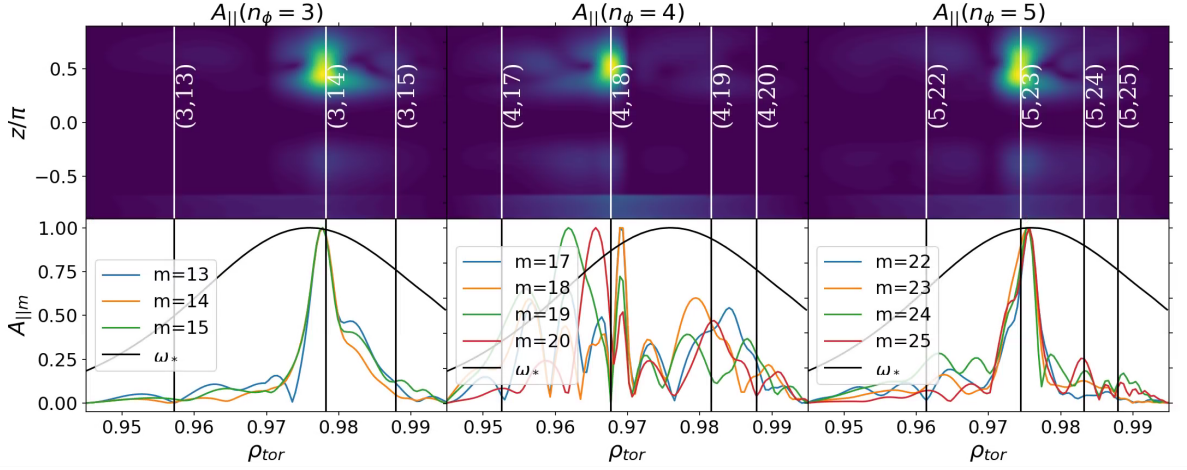 A||(nϕ = 3)
A||(nϕ = 4)
A||(nϕ = 5)
z/π
0.5
0.0
−0.5
(3,13)
(3,14)
(3,15)
(4,17)
(4,18)
(4,19)
(4,20)
(5,22)
(5,23)
(5,24)
(5,25)
A||m
1.00
0.75
0.50
0.25
0.00
m=13
m=14
m=15
ω*
m=17
m=18
m=19
m=20
ω*
m=22
m=23
m=24
m=25
ω*
0.95 0.96 0.97 0.98 0.99
0.95 0.96 0.97 0.98 0.99
0.95 0.96 0.97 0.98 0.99
ρtor
ρtor
ρtor